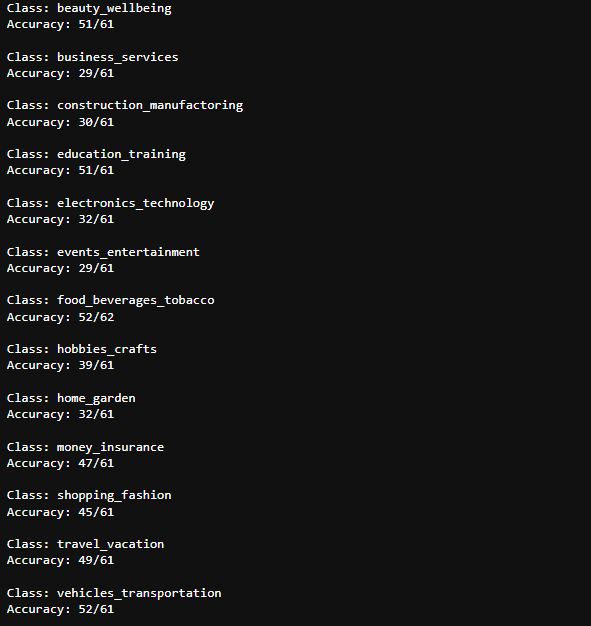 Class: beauty_wellbeing
Accuracy: 51/61
Class: business_services
Accuracy: 29/61
Class: construction_manufactoring
Accuracy: 30/61
Class: education_training
Accuracy: 51/61
Class: electronics_technology
Accuracy: 32/61
Class: events_entertainment
Accuracy: 29/61
Class: food_beverages_tobacco
Accuracy: 52/62
Class: hobbies_crafts
Accuracy: 39/61
Class: home_garden
Accuracy: 32/61
Class: money_insurance
Accuracy: 47/61
Class: shopping_fashion
Accuracy: 45/61
Class: travel_vacation
Accuracy: 49/61
Class: vehicles_transportation
Accuracy: 52/61